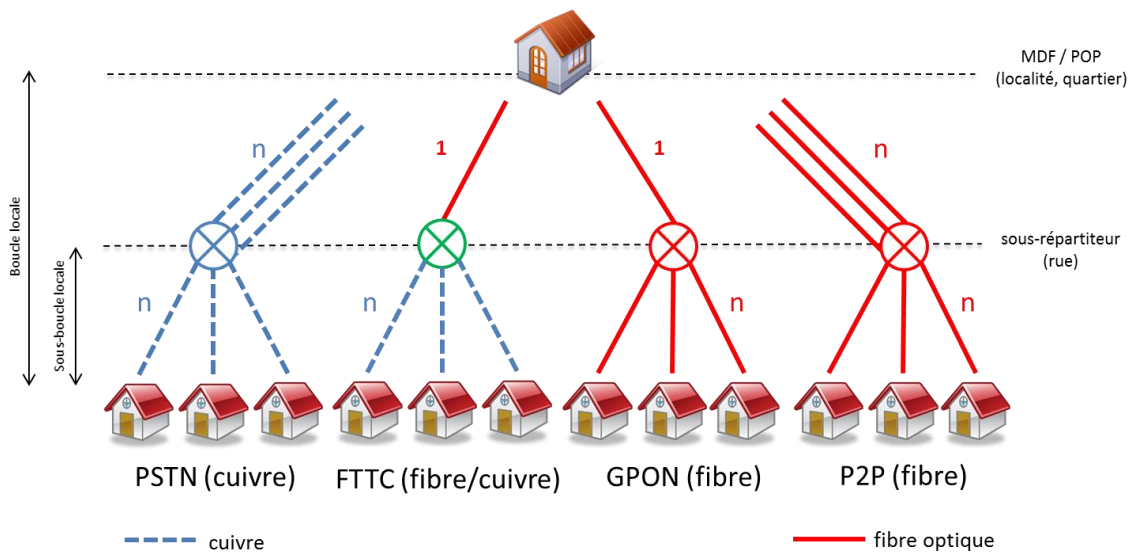 MDF / POP
(localité, quartier)
n
1
1
n
Boucle locale
sous-répartiteur
(rue)
Sous-boucle locale
n
n
n
n
PSTN (cuivre)
FTTC (fibre/cuivre)
GPON (fibre)
P2P (fibre)
cuivre
fibre optique